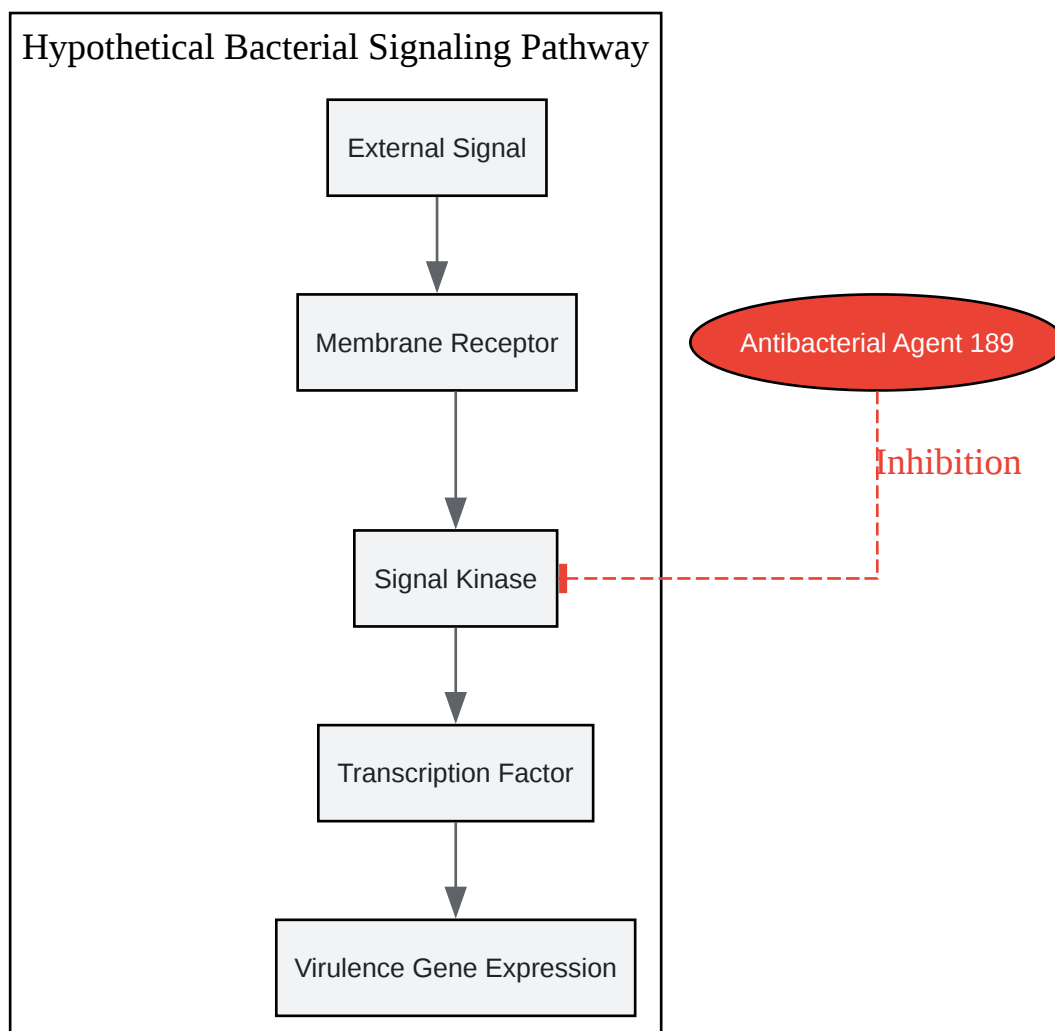 Hypothetical Bacterial Signaling Pathway
External Signal
Membrane Receptor
Antibacterial Agent 189
Inhibition
Signal Kinase
Transcription Factor
Virulence Gene Expression